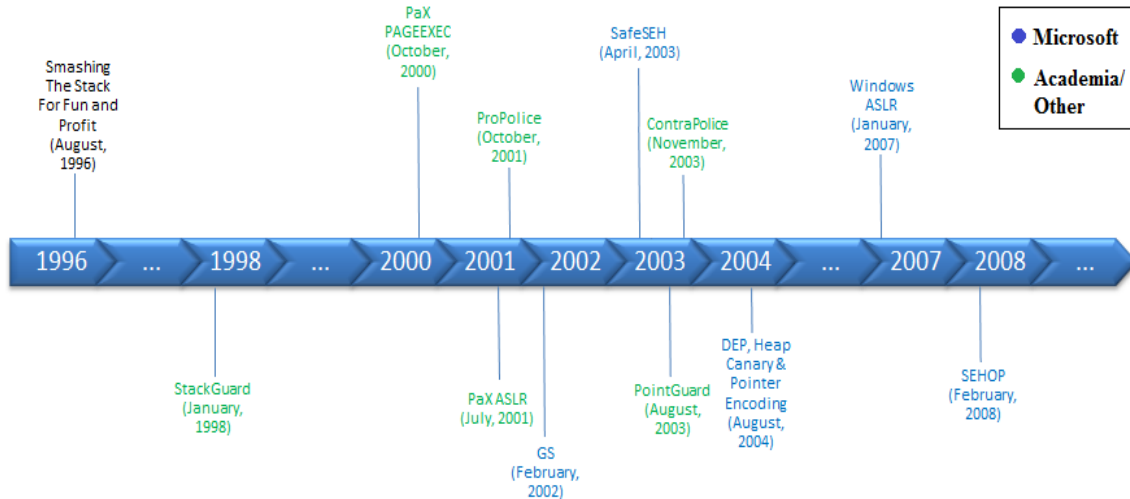 PaX
PAGEEXEC
(October,
2000)
SafeSEH
(April, 2003)
Microsoft
Academia/
Other
Smashing
The Stack
For Fun and
Profit
(August,
1996)
ProPolice
(October,
2001)
ContraPolice
(November,
2003)
Windows
ASLR
(January,
2007)
1996 ... 1998 ... 2000 2001 2002 2003 2004 ... 2007 2008 ...
StackGuard
(January,
1998)
PaX ASLR
(July, 2001)
GS
(February,
2002)
PointGuard
(August,
2003)
DEP, Heap
Canary &
Pointer
Encoding
(August,
2004)
SEHOP
(February,
2008)